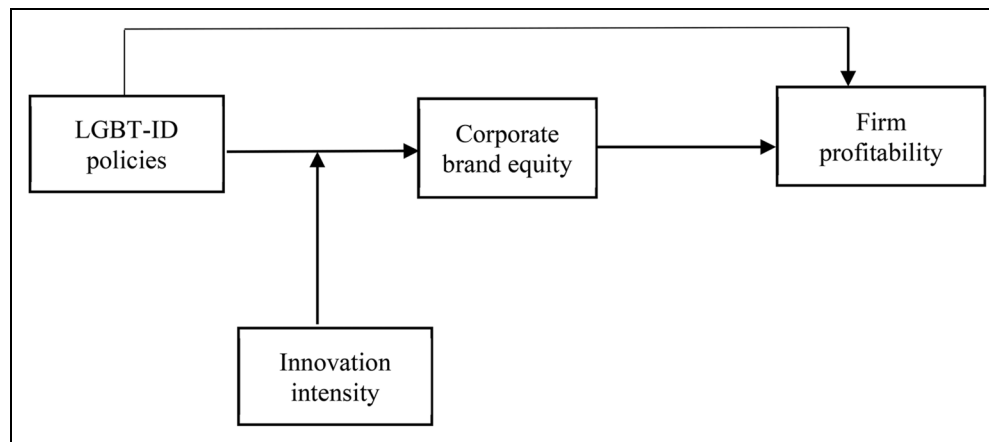 LGBT-ID
policies
Corporate
brand equity
Firm
profitability
Innovation
intensity